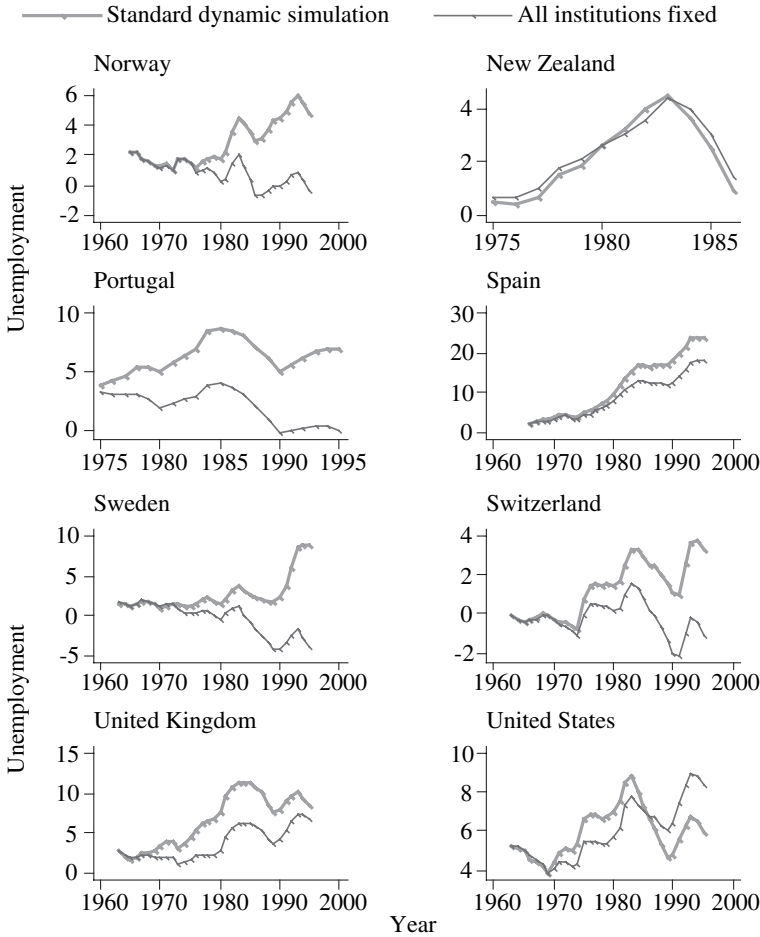 Standard dynamic simulation All institutions fixed
Norway New Zealand
6
4
2
0
-2
1960 1970 1980 1990 2000
4
2
0
1975 1980 1985
Unemployment
Portugal Spain
10
5
0
1975 1980 1985 1990 1995
30
20
10
0
1960 1970 1980 1990 2000
Sweden Switzerland
10
5
0
-5
1960 1970 1980 1990 2000
4
2
0
-2
1960 1970 1980 1990 2000
Unemployment
United Kingdom United States
15
10
5
0
1960 1970 1980 1990 2000
10
8
6
4
1960 1970 1980 1990 2000
Year